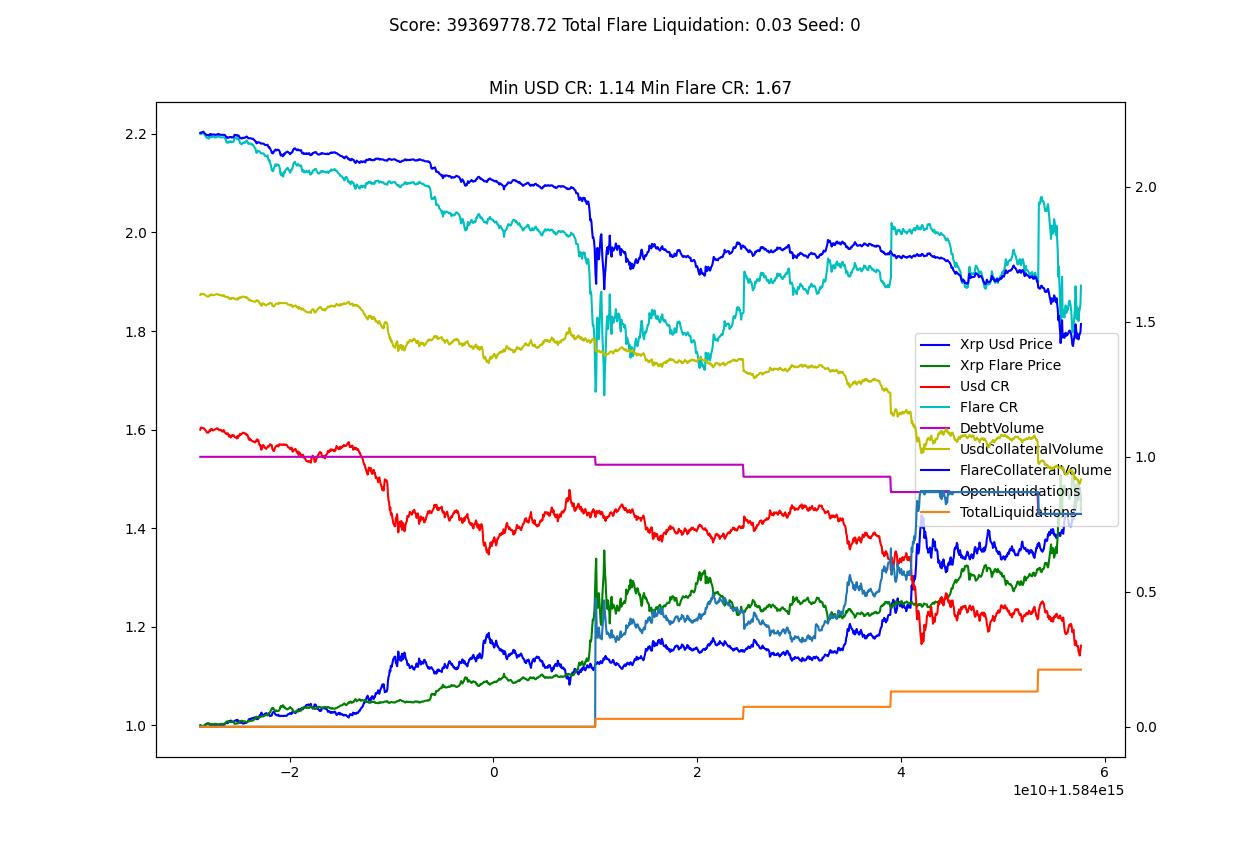 Score: 39369778.72 Total Flare Liquidation: 0.03 Seed: 0
Min USD CR: 1.14 Min Flare CR: 1.67
2.2
2.0
1.8
1.6
1.4
1.2
1.0
2.0
1.5
1.0
0.5
0.0
Xrp Usd Price
Xrp Flare Price
Usd CR
Flare CR
DebtVolume
UsdCollateralVolume
FlareCollateralVolume
OpenLiquidations
TotalLiquidations
−2
0
2
4
6
1e10+1.584e15